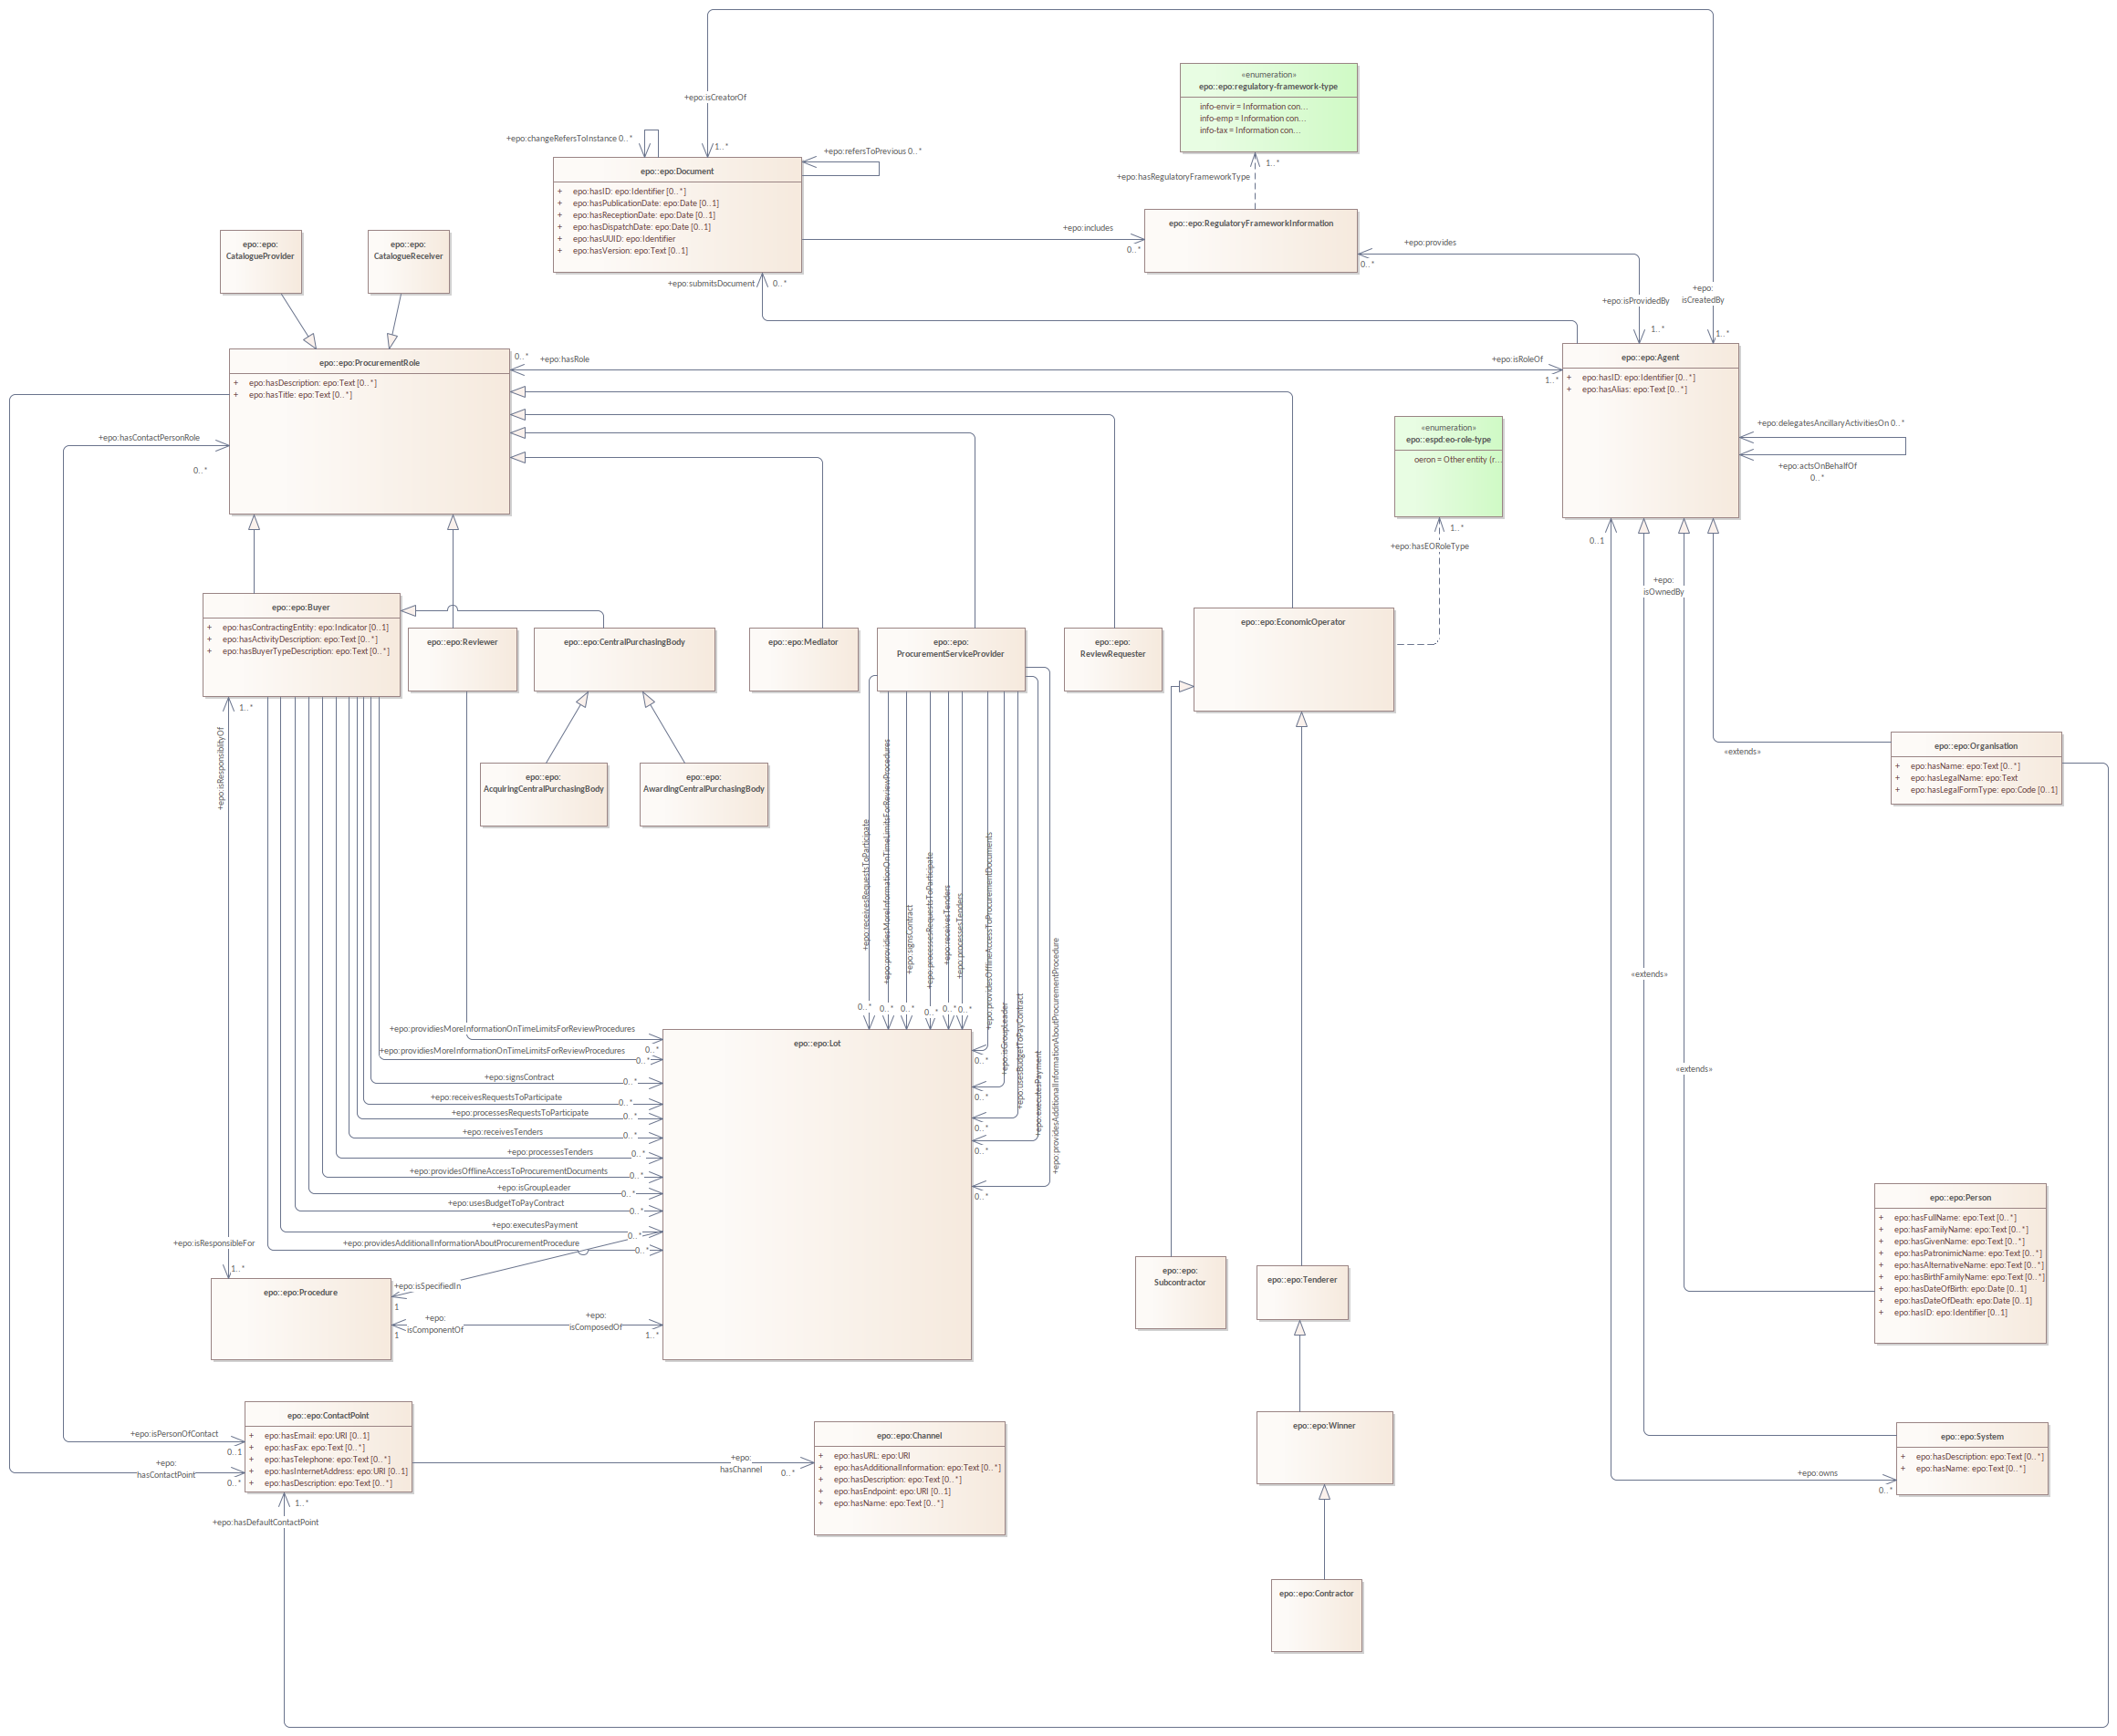 +epo:isCreatorOf
1..*
+epo:changeRefersToInstance 0..*
+epo:refersToPrevious 0..*
epo::epo:Document
+ epo:hasID: epo:Identifier [0..*]
+ epo:hasPublicationDate: epo:Date [0..1]
+ epo:hasReceptionDate: epo:Date [0..1]
+ epo:hasDispatchDate: epo:Date [0..1]
+ epo:hasUUID: epo:Identifier
+ epo:hasVersion: epo:Text [0..1]
«enumeration»
epo::epo:regulatory-framework-type
info-envir = Information con...
info-emp = Information con...
info-tax = Information con...
1..*
+epo:hasRegulatoryFrameworkType
epo::epo:RegulatoryFrameworkInformation
+epo:includes
0..*
+epo:provides
0..*
+epo:isProvidedBy
1..*
+epo:
isCreatedBy
1..*
+epo:submitsDocument
0..*
epo::epo:
CatalogueProvider
epo::epo:
CatalogueReceiver
epo::epo:ProcurementRole
+ epo:hasDescription: epo:Text [0..*]
+ epo:hasTitle: epo:Text [0..*]
0..*
+epo:hasRole
+epo:isRoleOf
1..*
epo::epo:Agent
+ epo:hasID: epo:Identifier [0..*]
+ epo:hasAlias: epo:Text [0..*]
+epo:delegatesAncillaryActivitiesOn 0..*
+epo:actsOnBehalfOf
0..*
+epo:hasContactPersonRole
0..*
«enumeration»
epo::espd:eo-role-type
oeron = Other entity (r...
1..*
+epo:hasEORoleType
0..1
+epo:
isOwnedBy
epo::epo:Buyer
+ epo:hasContractingEntity: epo:Indicator [0..1]
+ epo:hasActivityDescription: epo:Text [0..*]
+ epo:hasBuyerTypeDescription: epo:Text [0..*]
epo::epo:Reviewer
epo::epo:CentralPurchasingBody
epo::epo:Mediator
epo::epo:
ProcurementServiceProvider
epo::epo:
ReviewRequester
epo::epo:EconomicOperator
1..*
+epo:isResponsiblityOf
epo::epo:
AcquiringCentralPurchasingBody
epo::epo:
AwardingCentralPurchasingBody
«extends»
epo::epo:Organisation
+ epo:hasName: epo:Text [0..*]
+ epo:hasLegalName: epo:Text
+ epo:hasLegalFormType: epo:Code [0..1]
+epo:receivesRequestsToParticipate
+epo:providiesMoreInformationOnTimeLimitsForReviewProcedures
+epo:signsContract
+epo:processesRequestsToParticipate
+epo:receivesTenders
+epo:processesTenders
+epo:providesOfflineAccessToProcurementDocuments
+epo:isGroupLeader
+epo:usesBudgetToPayContract
+epo:executesPayment
+epo:providesAdditionalInformationAboutProcurementProcedure
«extends»
«extends»
0..*
0..*
0..*
0..*
0..*
0..*
0..*
0..*
0..*
0..*
0..*
epo::epo:Lot
+epo:providiesMoreInformationOnTimeLimitsForReviewProcedures
0..*
+epo:providiesMoreInformationOnTimeLimitsForReviewProcedures
0..*
+epo:signsContract
0..*
+epo:receivesRequestsToParticipate
0..*
+epo:processesRequestsToParticipate
0..*
+epo:receivesTenders
0..*
+epo:processesTenders
0..*
+epo:providesOfflineAccessToProcurementDocuments
0..*
+epo:isGroupLeader
0..*
+epo:usesBudgetToPayContract
0..*
+epo:executesPayment
0..*
+epo:providesAdditionalInformationAboutProcurementProcedure
0..*
+epo:isResponsibleFor
1..*
epo::epo:Procedure
+epo:isSpecifiedIn
1
+epo:
isComponentOf
1
+epo:
isComposedOf
1..*
epo::epo:
Subcontractor
epo::epo:Tenderer
epo::epo:Person
+ epo:hasFullName: epo:Text [0..*]
+ epo:hasFamilyName: epo:Text [0..*]
+ epo:hasGivenName: epo:Text [0..*]
+ epo:hasPatronimicName: epo:Text [0..*]
+ epo:hasAlternativeName: epo:Text [0..*]
+ epo:hasBirthFamilyName: epo:Text [0..*]
+ epo:hasDateOfBirth: epo:Date [0..1]
+ epo:hasDateOfDeath: epo:Date [0..1]
+ epo:hasID: epo:Identifier [0..1]
+epo:isPersonOfContact
0..1
+epo:
hasContactPoint
0..*
epo::epo:ContactPoint
+ epo:hasEmail: epo:URI [0..1]
+ epo:hasFax: epo:Text [0..*]
+ epo:hasTelephone: epo:Text [0..*]
+ epo:hasInternetAddress: epo:URI [0..1]
+ epo:hasDescription: epo:Text [0..*]
1..*
+epo:hasDefaultContactPoint
+epo:
hasChannel
0..*
epo::epo:Channel
+ epo:hasURL: epo:URI
+ epo:hasAdditionalInformation: epo:Text [0..*]
+ epo:hasDescription: epo:Text [0..*]
+ epo:hasEndpoint: epo:URI [0..1]
+ epo:hasName: epo:Text [0..*]
epo::epo:Winner
epo::epo:System
+ epo:hasDescription: epo:Text [0..*]
+ epo:hasName: epo:Text [0..*]
+epo:owns
0..*
epo::epo:Contractor